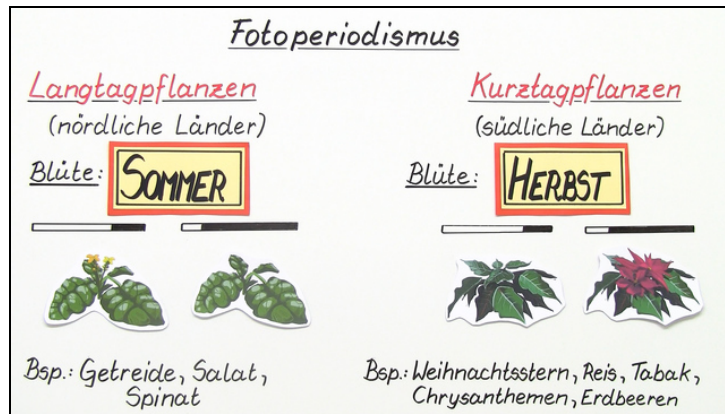 Fotoperiodismus
Langtagpflanzen
(nördliche Länder)
Blüte: SOMMER
Bsp.: Getreide, Salat,
Spinat
Kurztagpflanzen
(südliche Länder)
Blüte: HERBST
Bsp.: Weihnachtsstern, Reis, Tabak,
Chrysanthemen, Erdbeeren